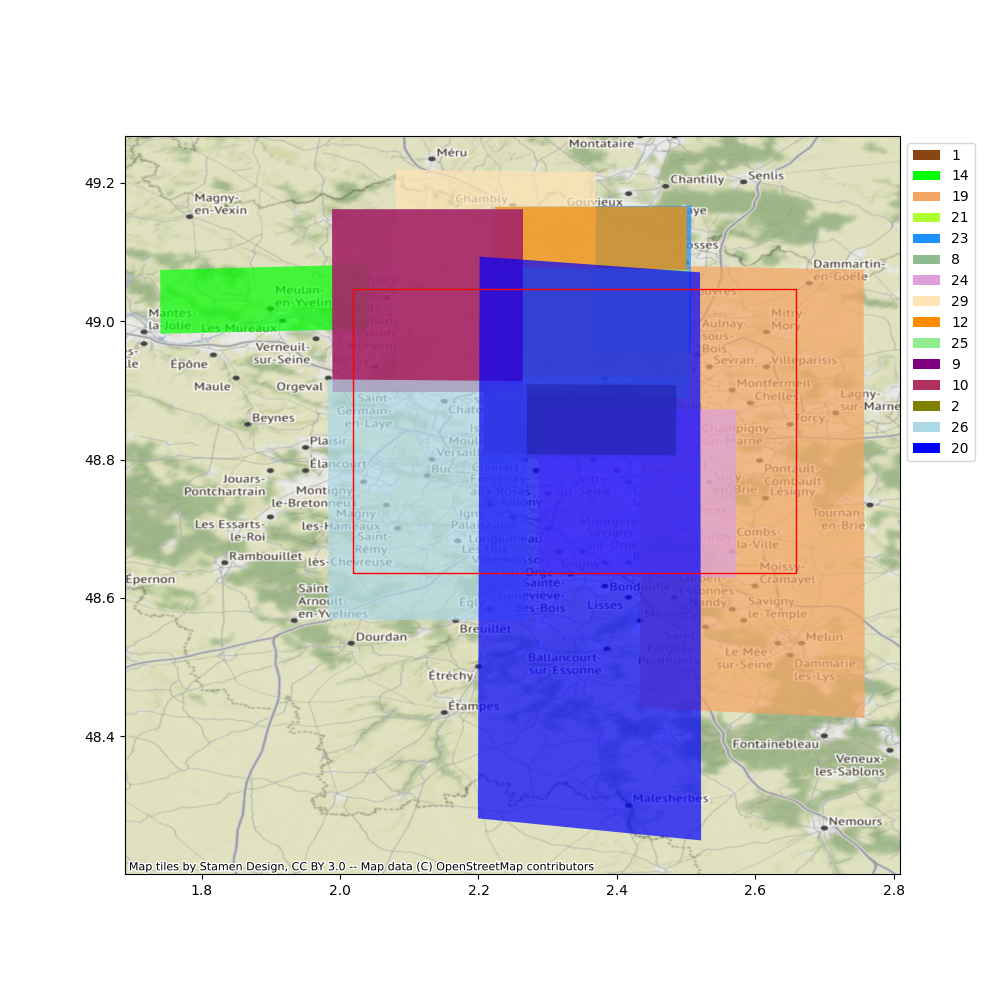 Montataire
Méru
Chantilly
Senlis
Magny-
en-Vexin
Chambly
Gouvieux
aye
osses
Dammartin-
en-Goële
Meulan-
en-Yvelin
ouvres
Mantes-
la-Jolie
Les Mureaux
Mitry-
Mory
Aulnay-
sous-
Bois
Verneuil-
sur-Seine
Épône
Sevran
Villeparisis
Maule
Orgeval
Montfermeil
Chelles
Lagny-
sur-Marne
Saint-
Germain-
en-Laye
Beynes
Torcy
Champigny-
sur-Marne
Plaisir
Versaill
Élancourt
Buc
Clamart
Fontenay-
aux-Roses
Antony
Vitry-
sur-Seine
Pontault-
Combault
Lésigny
Jouars-
Pontchartrain
Montigny
le-Bretonne
Magny-
les-Hameaux
Tournan-
en-Brie
Les Essarts-
le-Roi
Palaiseau
Montgeron
Savigny-
sur-Orge
Combs-
la-Ville
Rambouillet
Saint-
Rémy-
lès-Chevreuse
Longjumeau
Grigny
Moissy-
Cramayel
Épernon
Saint
Arnoult-
en-Yvelines
Sainte-
Geneviève-
des-Bois
Lisses
Bondoufle
Essonnes
Nandy
Savigny-
le-Temple
Mennecy
Breuillet
Dourdan
Saint-
Fargeau-
Ponthierry
Melun
Le Mée-
sur-Seine
Dammarie-
les-Lys
Ballancourt-
sur-Essonne
Étréchy
Étampes
Fontainebleau
Veneux-
les-Sablons
Malesherbes
Nemours
Map tiles by Stamen Design, CC BY 3.0 -- Map data (C) OpenStreetMap contributors
49.2
49.0
48.8
48.6
48.4
1.8
2.0
2.2
2.4
2.6
2.8
1
14
19
21
23
8
24
29
12
25
9
10
2
26
20